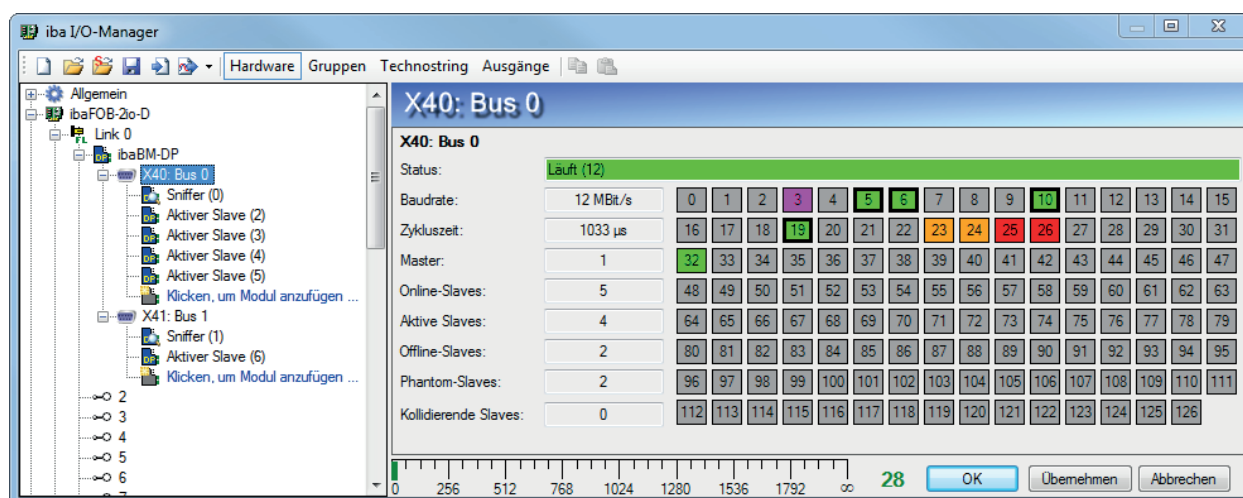 iba I/O-Manager
Hardware Gruppen Technostring Ausgänge
Allgemein
ibaFOB-2io-D
Link 0
ibaBM-DP
X40: Bus 0
Sniffer (0)
Aktiver Slave (2)
Aktiver Slave (3)
Aktiver Slave (4)
Aktiver Slave (5)
Klicken, um Modul anzufügen ...
X41: Bus 1
Sniffer (1)
Aktiver Slave (6)
Klicken, um Modul anzufügen ...
2
3
4
5
6
X40: Bus 0
X40: Bus 0
Status: Läuft (12)
Baudrate: 12 MBit/s 0 1 2 3 4 5 6 7 8 9 10 11 12 13 14 15
Zykluszeit: 1033 µs 16 17 18 19 20 21 22 23 24 25 26 27 28 29 30 31
Master: 1 32 33 34 35 36 37 38 39 40 41 42 43 44 45 46 47
Online-Slaves: 5 48 49 50 51 52 53 54 55 56 57 58 59 60 61 62 63
Aktive Slaves: 4 64 65 66 67 68 69 70 71 72 73 74 75 76 77 78 79
Offline-Slaves: 2 80 81 82 83 84 85 86 87 88 89 90 91 92 93 94 95
Phantom-Slaves: 2 96 97 98 99 100 101 102 103 104 105 106 107 108 109 110 111
Kollidierende Slaves: 0 112 113 114 115 116 117 118 119 120 121 122 123 124 125 126
0 256 512 768 1024 1280 1536 1792 ∞ 28 OK Übernehmen Abbrechen